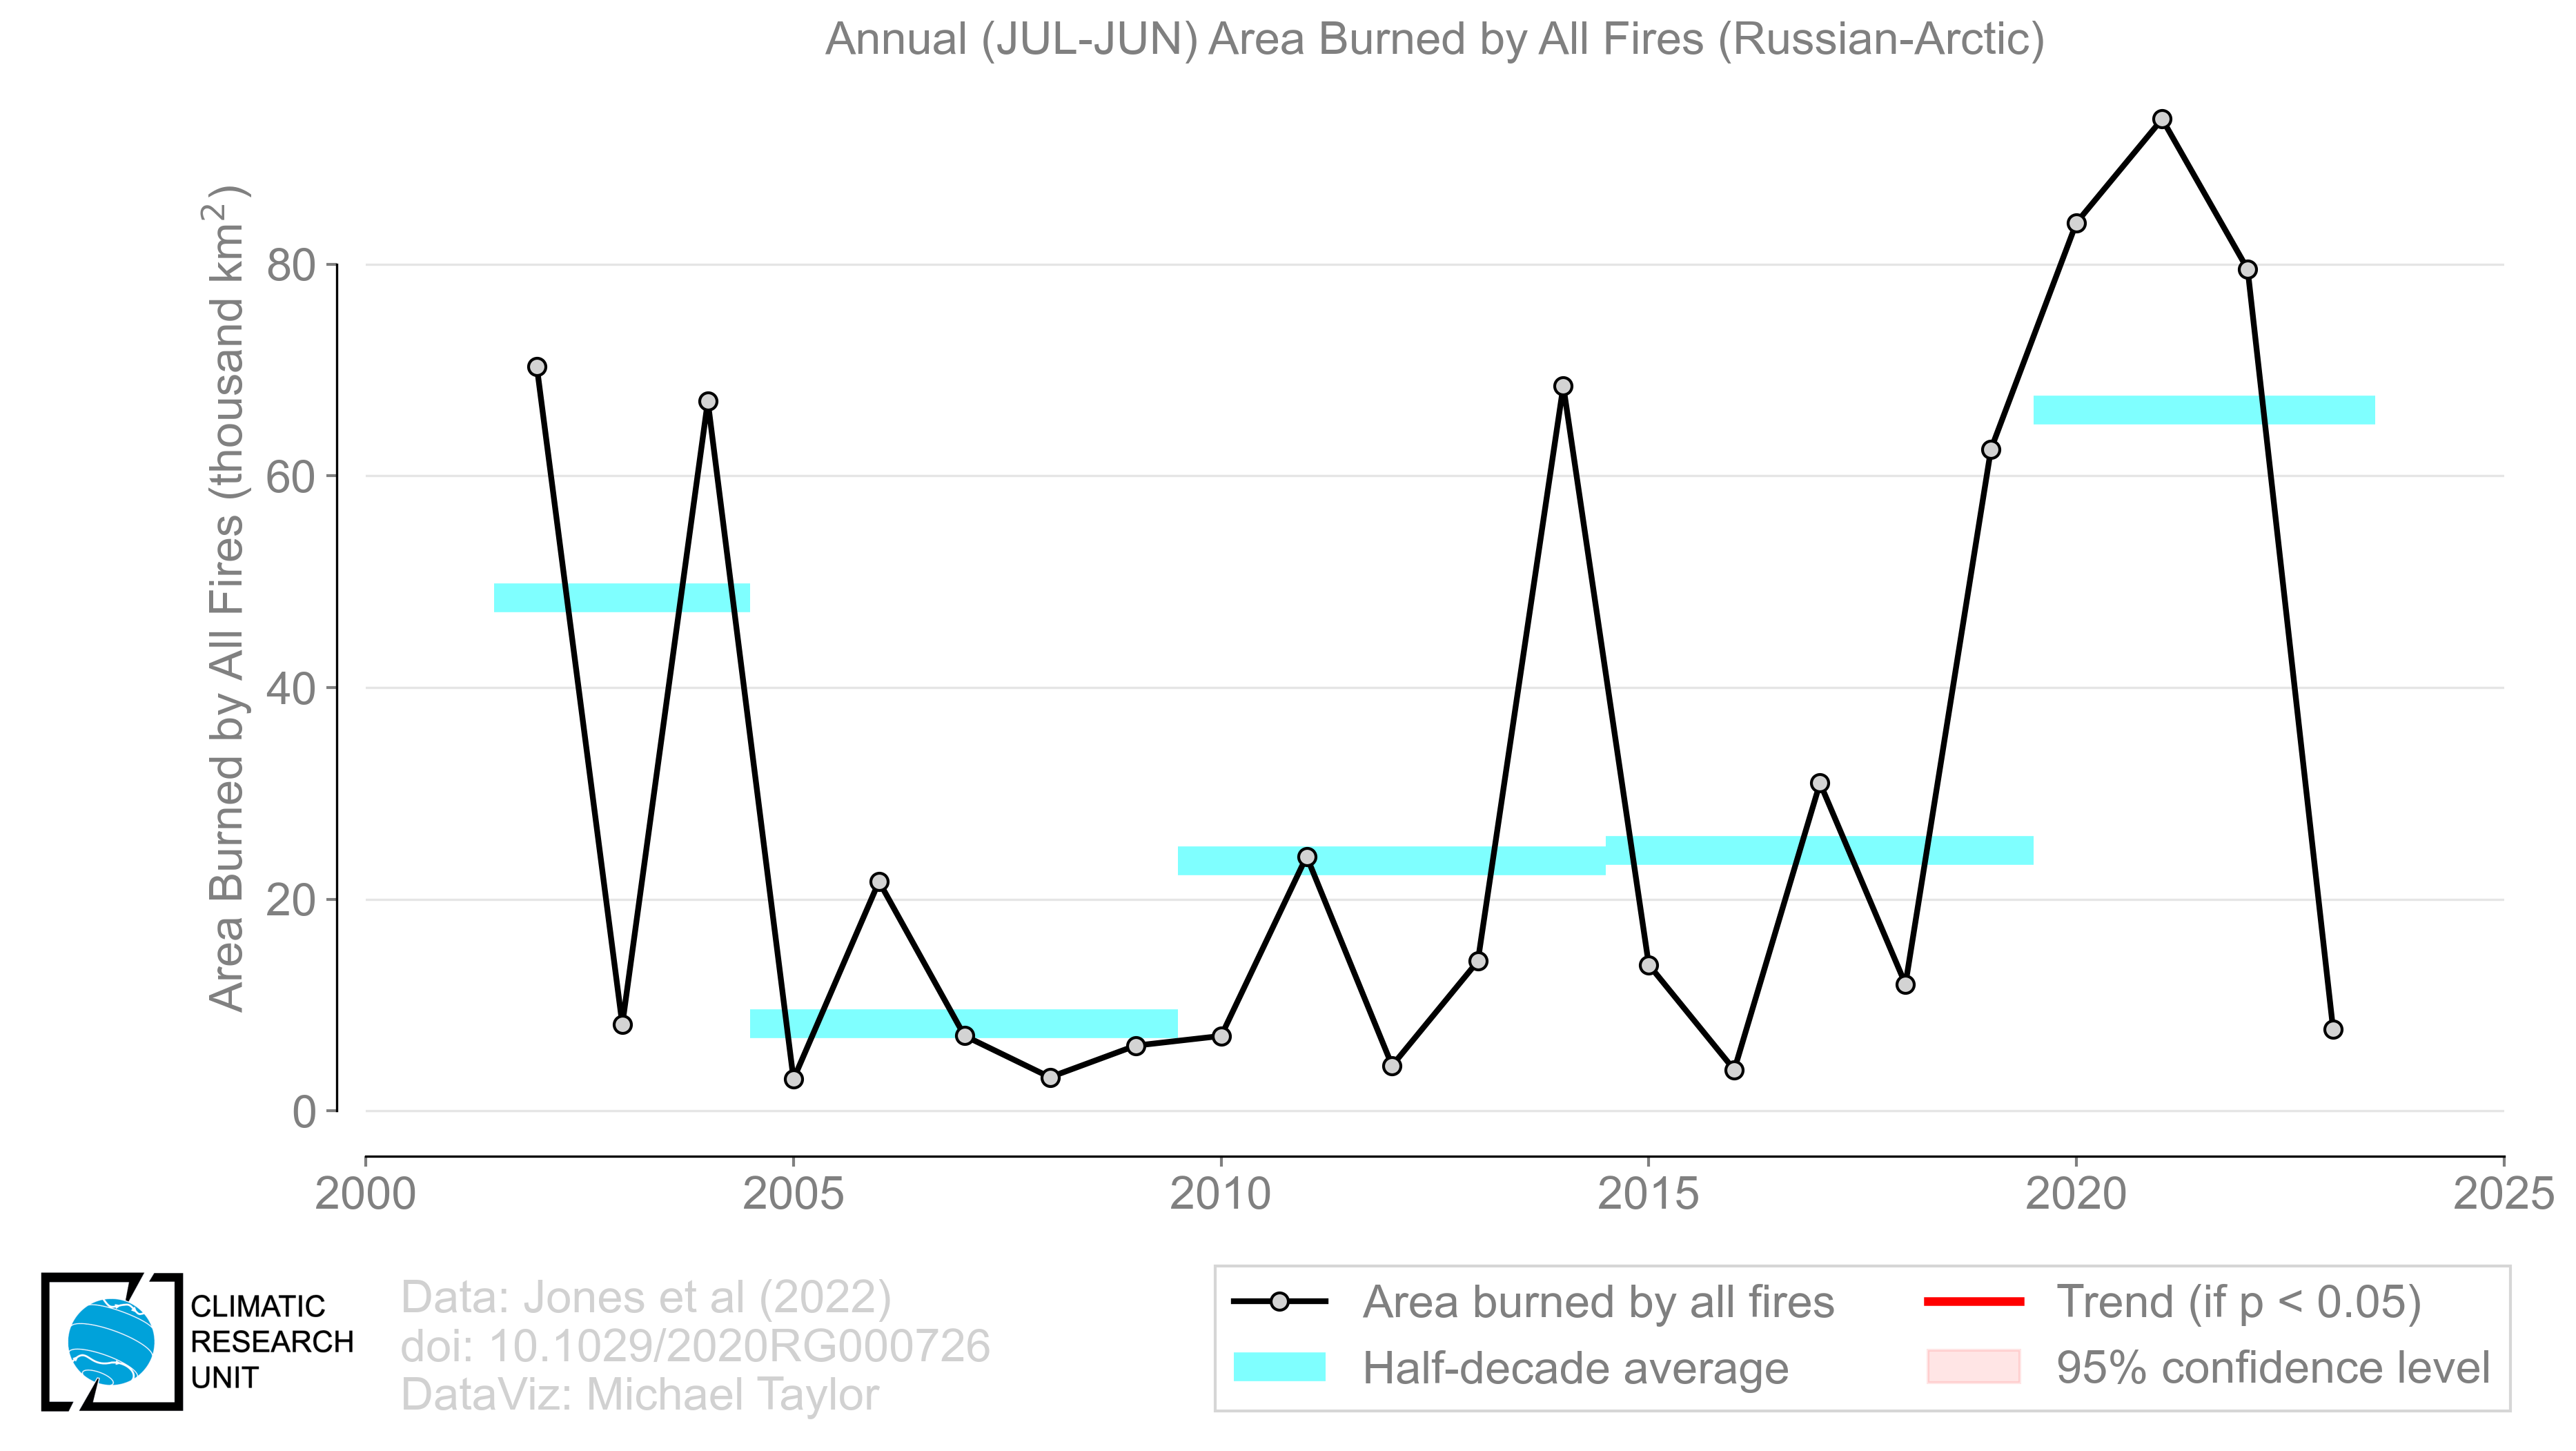 Annual (JUL-JUN) Area Burned by All Fires (Russian-Arctic)
Area Burned by All Fires (thousand km²)
80
60
40
20
0
2000
2005
2010
2015
2020
2025
CLIMATIC
RESEARCH
UNIT
Data: Jones et al (2022)
doi: 10.1029/2020RG000726
DataViz: Michael Taylor
Area burned by all fires
Half-decade average
Trend (if p < 0.05)
95% confidence level